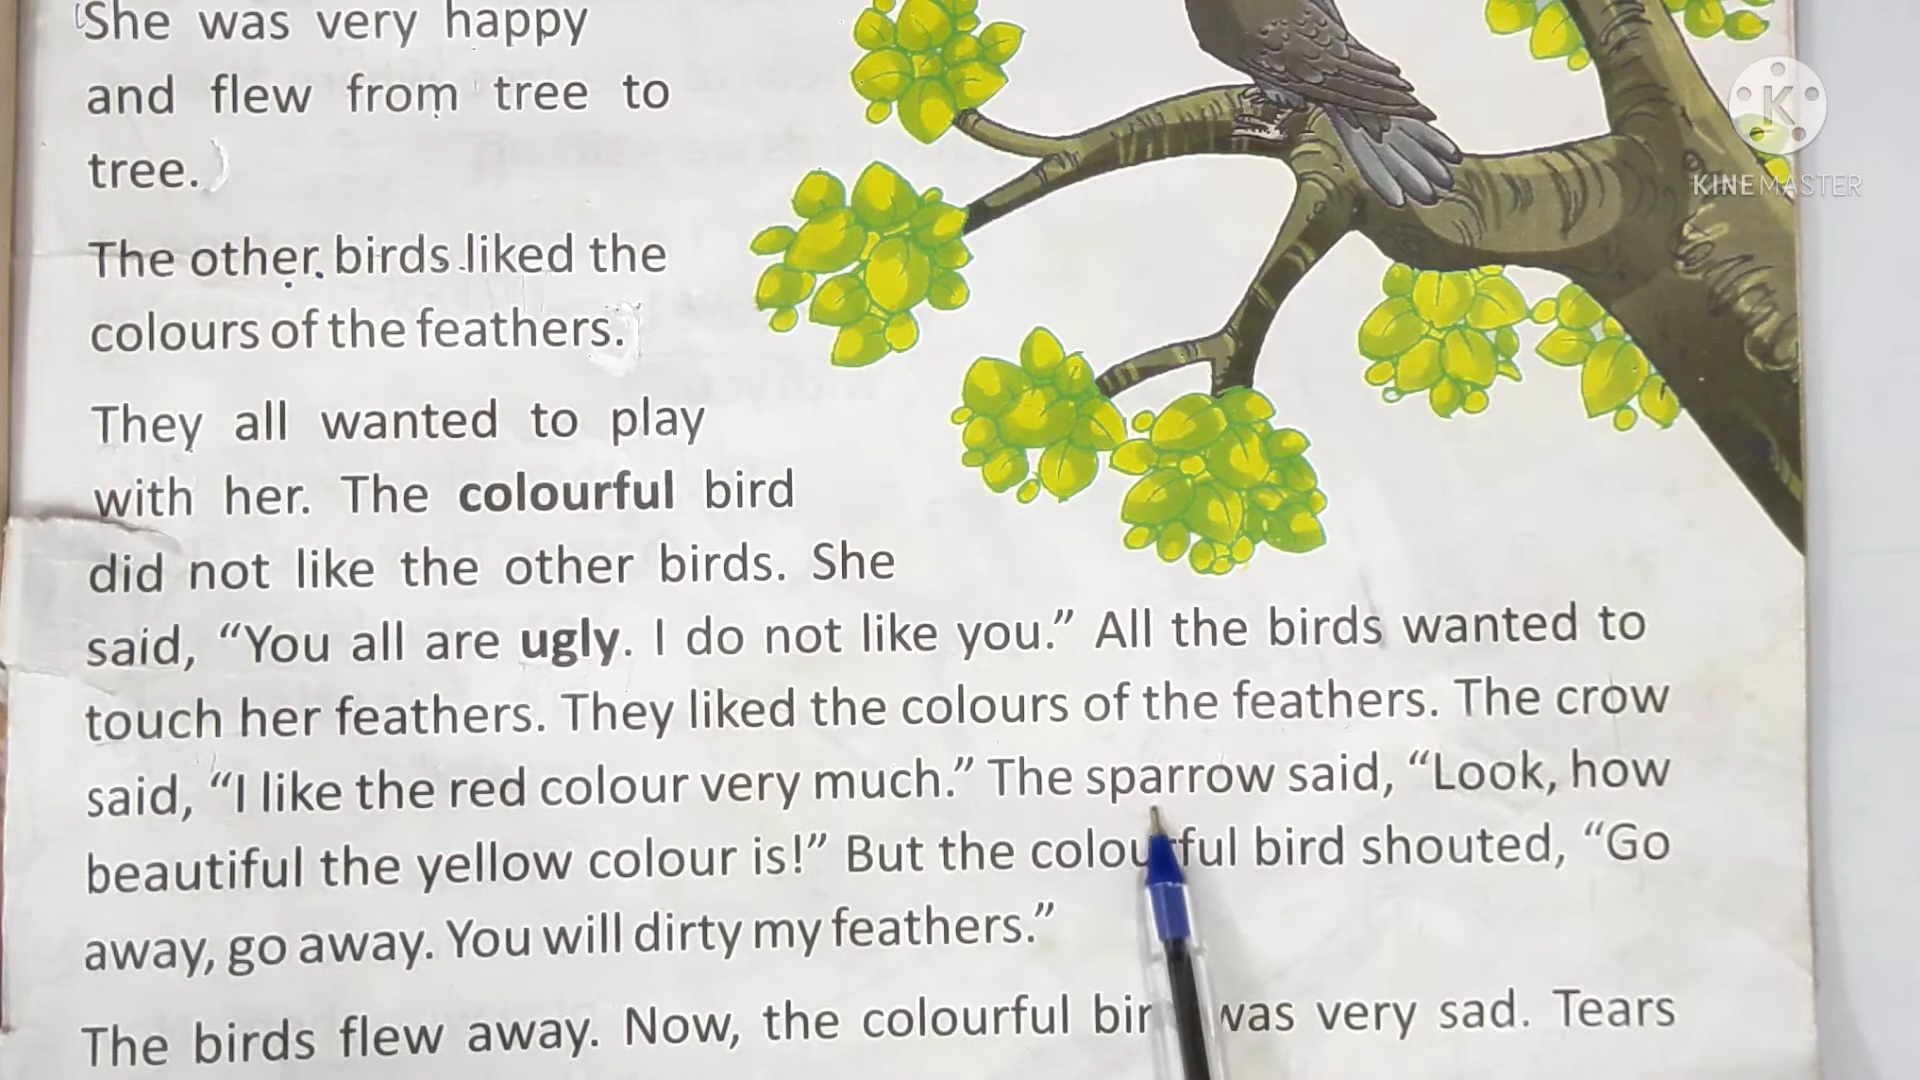 She was very happy
and flew from tree to
tree.
The other birds liked the
colours of the feathers.
They all wanted to play
with her. The colourful bird
did not like the other birds. She
said, “You all are ugly. I do not like you.” All the birds wanted to
touch her feathers. They liked the colours of the feathers. The crow
said, “I like the red colour very much.” The sparrow said, “Look, how
beautiful the yellow colour is!” But the colourful bird shouted, “Go
away, go away. You will dirty my feathers.”
The birds flew away. Now, the colourful bird was very sad. Tears
K
KINEMASTER